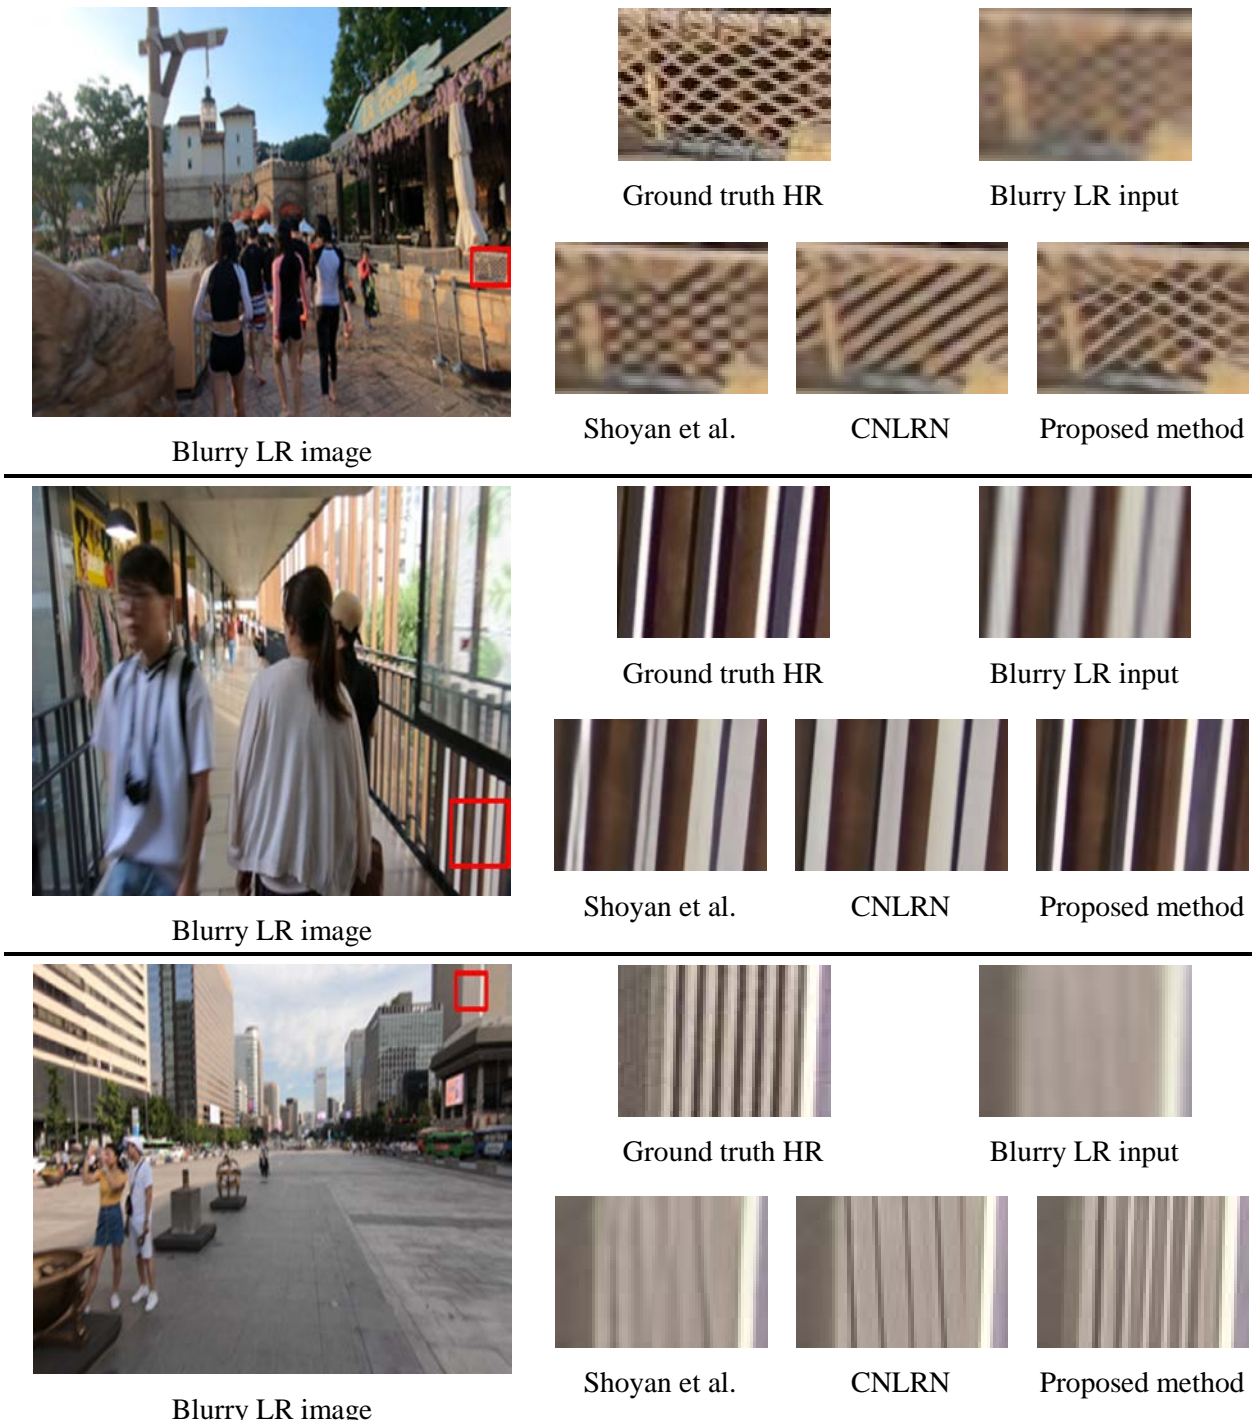 LA COSTA
Ground truth HR
Blurry LR input
Shoyan et al.
CNLRN
Proposed method
Blurry LR image
Ground truth HR
Blurry LR input
Shoyan et al.
CNLRN
Proposed method
Blurry LR image
Ground truth HR
Blurry LR input
Shoyan et al.
CNLRN
Proposed method
Blurry LR image